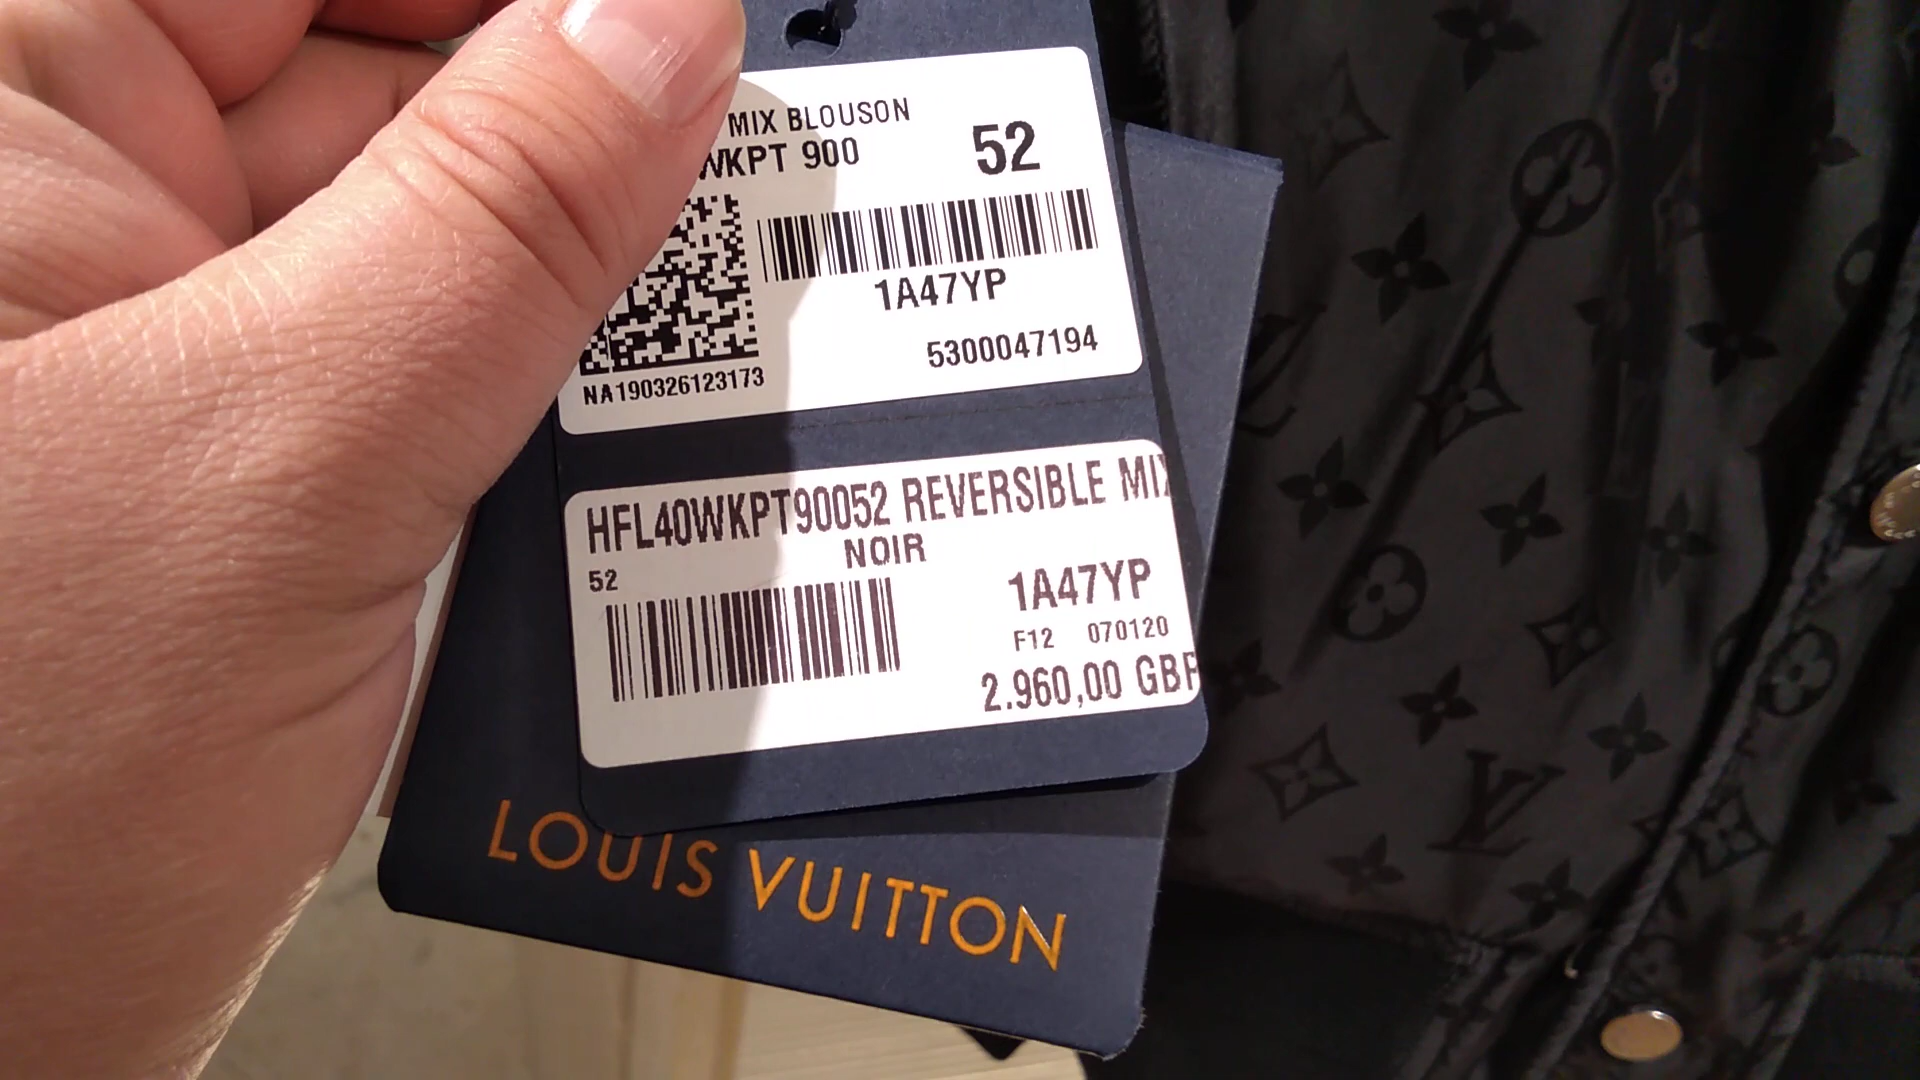 MIX BLOUSON
WKPT 900
52
1A47YP
5300047194
NA190326123173
HFL40WKPT90052 REVERSIBLE MIX
NOIR
52
1A47YP
F12 070120
2.960,00 GBP
LOUIS VUITTON
LV